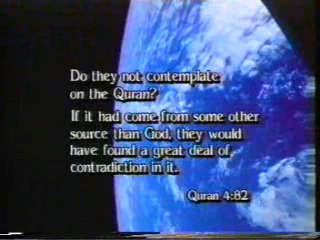 Do they not contemplate
on the Quran?
If it had come from some other
source than God, they would
have found a great deal of
contradiction in it.
Quran 4:82